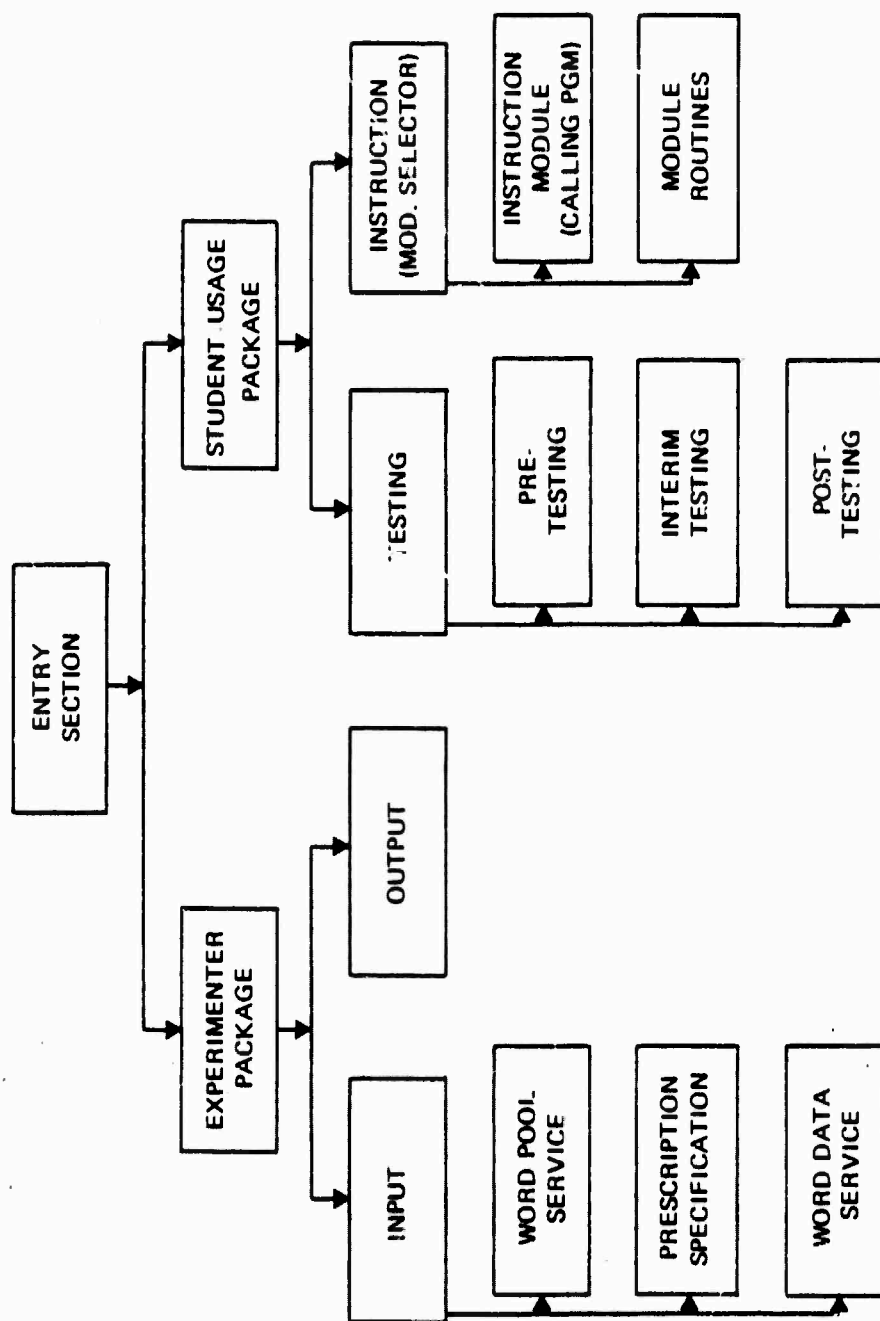 ENTRY
SECTION
EXPERIMENTER
PACKAGE
STUDENT USAGE
PACKAGE
INPUT
OUTPUT
TESTING
INSTRUCTION
(MOD. SELECTOR)
WORD POOL
SERVICE
PRESCRIPTION
SPECIFICATION
WORD DATA
SERVICE
PRE-
TESTING
INTERIM
TESTING
POST-
TESTING
INSTRUCTION
MODULE
(CALLING PGM)
MODULE
ROUTINES